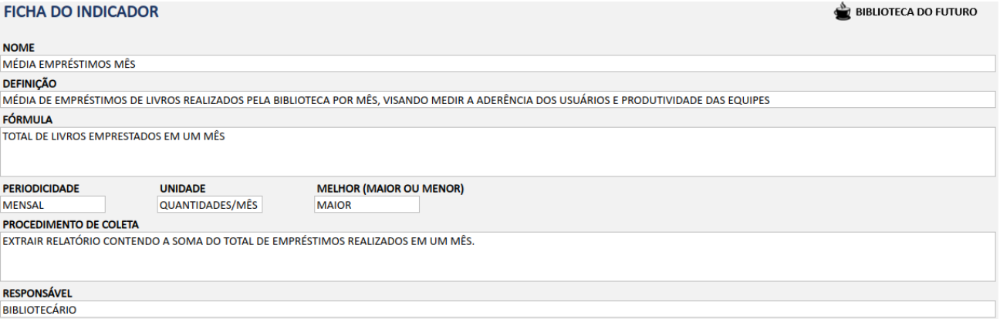 FICHA DO INDICADOR
BIBLIOTECA DO FUTURO
NOME
MÉDIA EMPRÉSTIMOS MÊS
DEFINIÇÃO
MÉDIA DE EMPRÉSTIMOS DE LIVROS REALIZADOS PELA BIBLIOTECA POR MÊS, VISANDO MEDIR A ADERÊNCIA DOS USUÁRIOS E PRODUTIVIDADE DAS EQUIPES
FÓRMULA
TOTAL DE LIVROS EMPRESTADOS EM UM MÊS
PERIODICIDADE UNIDADE MELHOR (MAIOR OU MENOR)
MENSAL QUANTIDADES/MÊS MAIOR
PROCEDIMENTO DE COLETA
EXTRAIR RELATÓRIO CONTENDO A SOMA DO TOTAL DE EMPRÉSTIMOS REALIZADOS EM UM MÊS.
RESPONSÁVEL
BIBLIOTECÁRIO